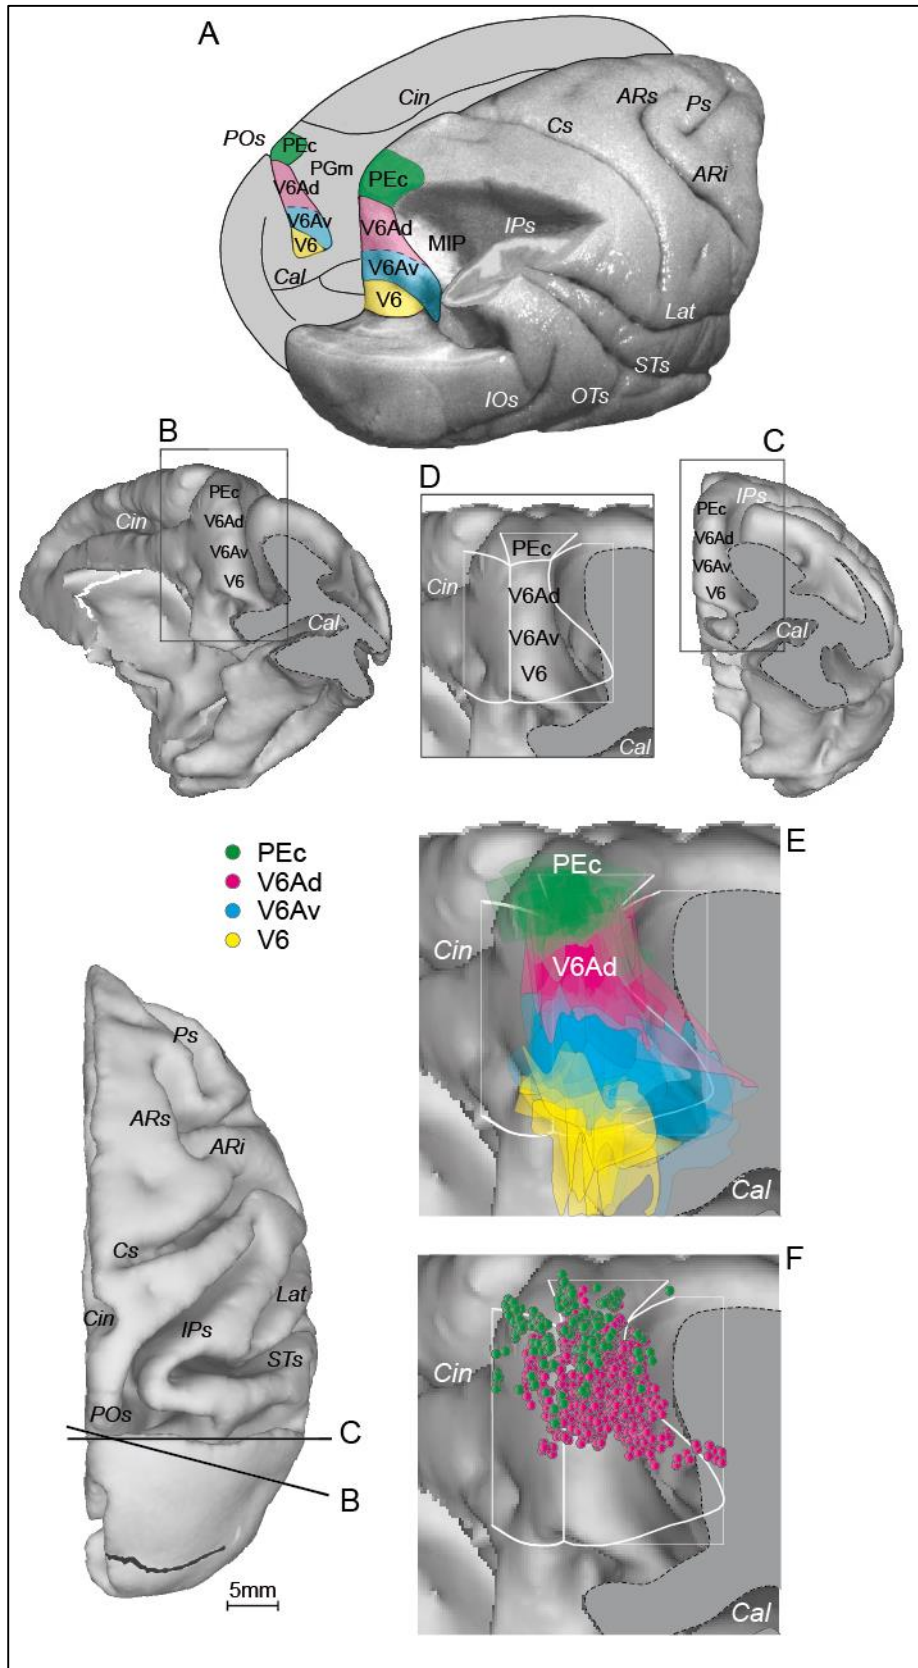 A
Cin
ARs
Ps
Cs
POs
PEc
PGm
PEc
ARi
V6Ad
V6Ad
IPs
V6Av
MIP
V6Av
V6
Cal
V6
Lat
STs
IOs
OTs
B
PEc
Cin
V6Ad
V6Av
V6
Cal
D
PEc
Cin
V6Ad
V6Av
V6
Cal
C
IPs
PEc
V6Ad
V6Av
V6
Cal
PEc
V6Ad
V6Av
V6
E
PEc
Cin
V6Ad
Cal
Ps
ARs
ARi
Cs
Cin
Lat
IPs
STs
POs
C
B
5mm
F
Cin
Cal